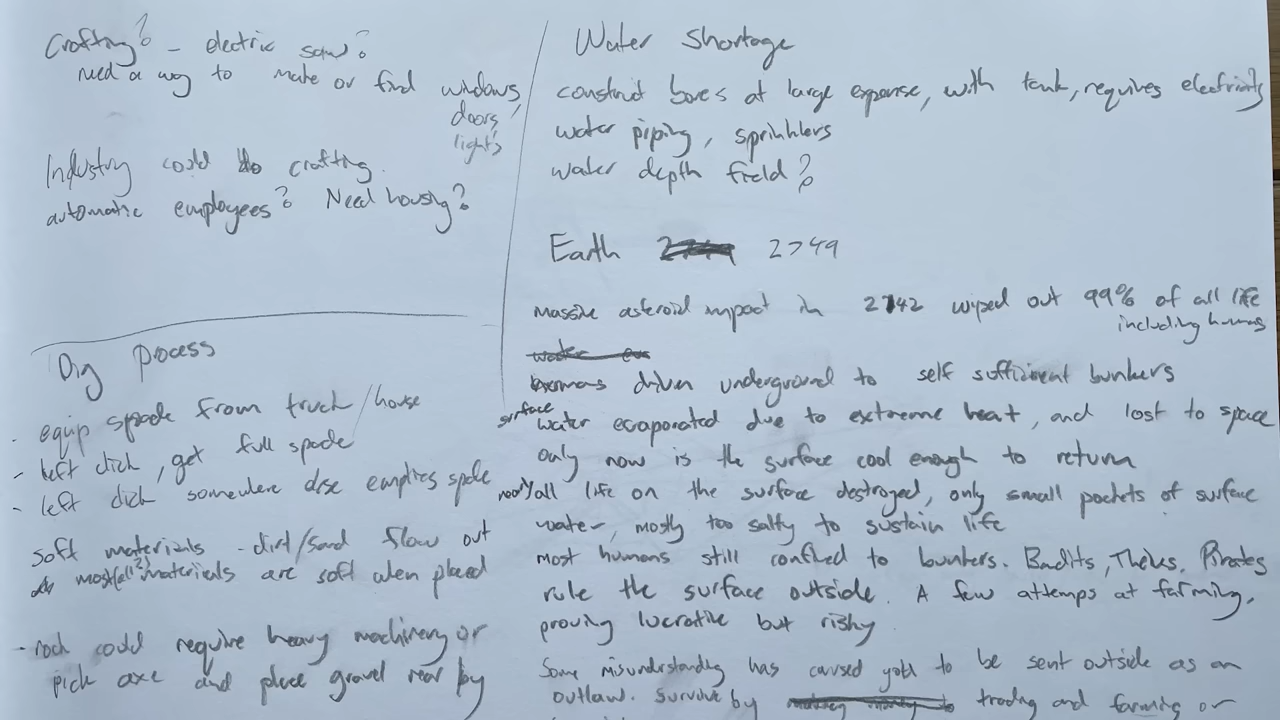 Crafting? - electric saw?
need a way to make or find windows,
doors,
lights
Industry could do crafting.
automatic employees? Need housing?
Dig process
- equip spade from truck/house
- left click, get full spade
- left click somewhere else empties spade
soft materials - dirt/sand flow out
most(all?) materials are soft when placed
- rock could require heavy machinery or
pick axe and place gravel near by
Water Shortage
construct bores at large expense, with tank, requires electricity
water piping, sprinklers
water depth field?
Earth 2749
massive asteroid impact in 2142 wiped out 99% of all life
including humans
humans driven underground to self sufficient bunkers
surface
water evaporated due to extreme heat, and lost to space
only now is the surface cool enough to return
nearly all life on the surface destroyed, only small pockets of surface
water, mostly too salty to sustain life
most humans still confined to bunkers. Bandits, Thieves, Pirates
rule the surface outside. A few attemps at farming,
proving lucrative but risky
Some misunderstanding has caused you to be sent outside as an
outlaw. Survive by trading and farming or